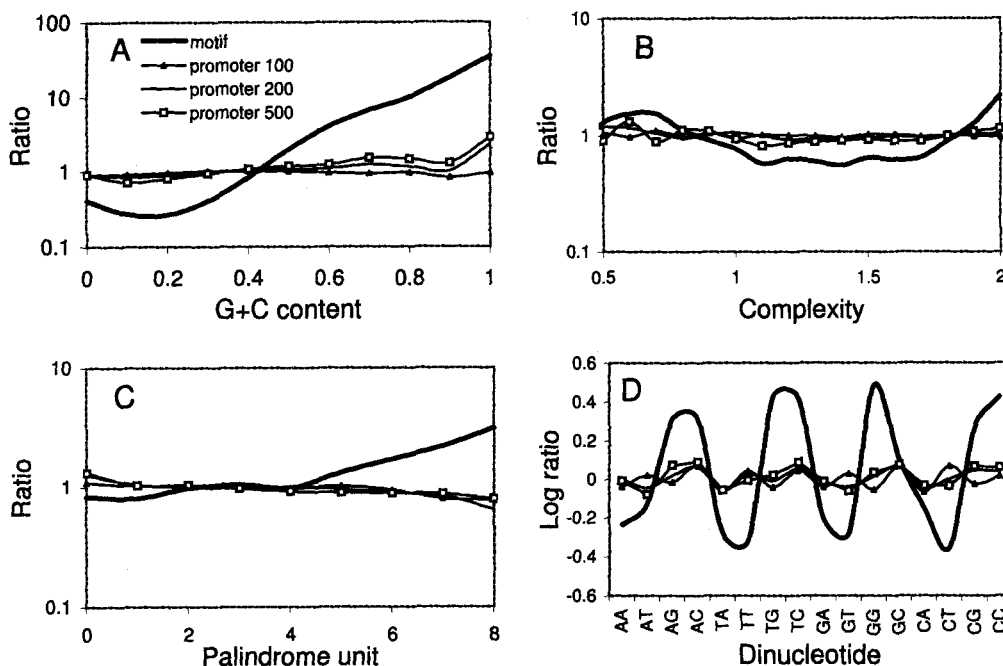 A
motif
promoter 100
promoter 200
promoter 500
Ratio
100
10
1
0.1
0 0.2 0.4 0.6 0.8 1
G+C content
B
Ratio
10
1
0.1
0.5 1 1.5 2
Complexity
C
Ratio
10
1
0.1
0 2 4 6 8
Palindrome unit
D
Log ratio
0.6
0.4
0.2
0
-0.2
-0.4
-0.6
AA AT AG AC TA TT TG TC GA GT GG GC CA CT CG CC
Dinucleotide